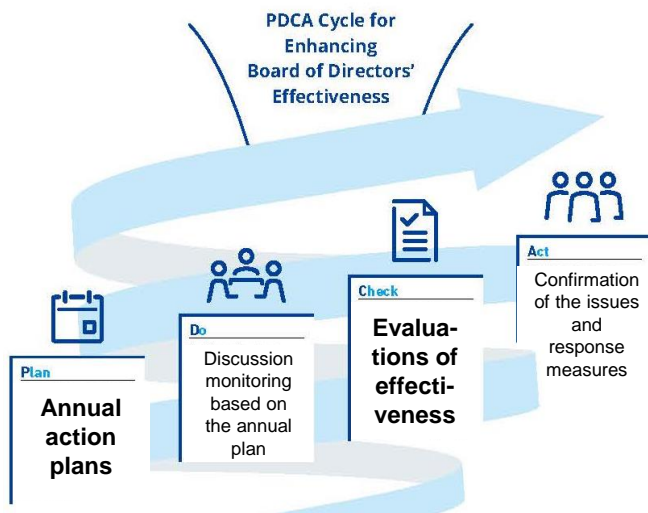 PDCA Cycle for
Enhancing
Board of Directors’
Effectiveness
Plan
Annual
action
plans
Do
Discussion
monitoring
based on
the annual
plan
Check
Evalua-
tions of
effecti-
veness
Act
Confirmation
of the issues
and
response
measures